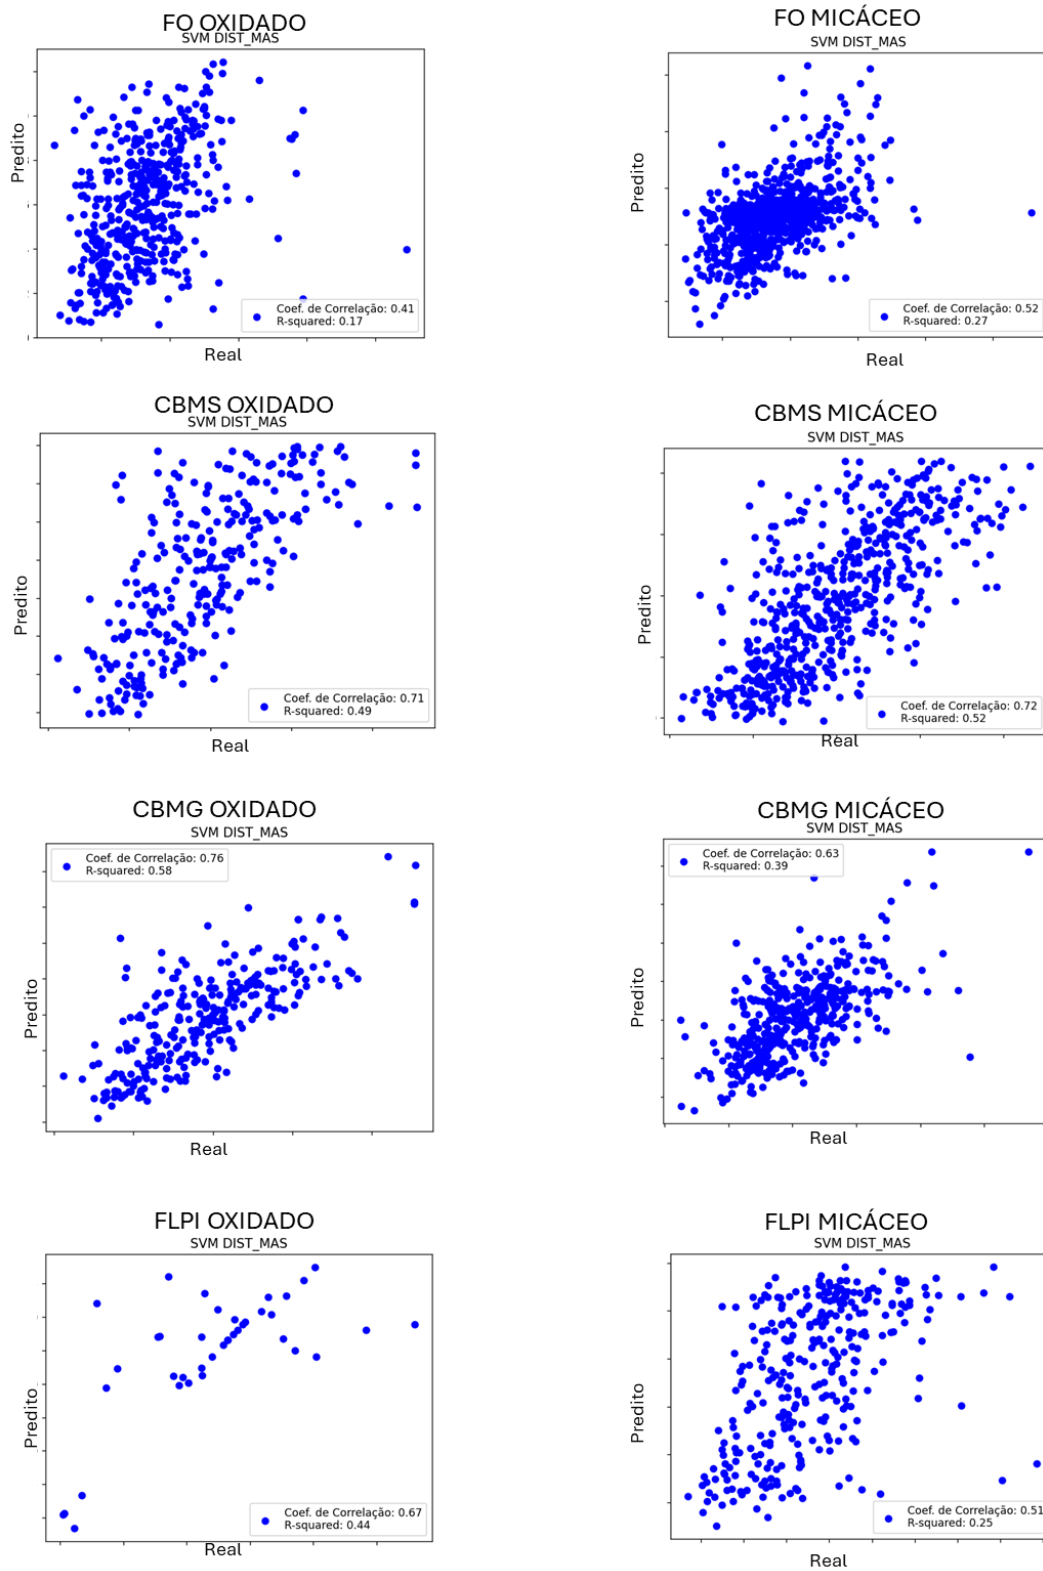 FO OXIDADO
SVM DIST_MAS
Predito
Coef. de Correlação: 0.41
R-squared: 0.17
Real
FO MICÁCEO
SVM DIST_MAS
Predito
Coef. de Correlação: 0.52
R-squared: 0.27
Real
CBMS OXIDADO
SVM DIST_MAS
Predito
Coef. de Correlação: 0.71
R-squared: 0.49
Real
CBMS MICÁCEO
SVM DIST_MAS
Predito
Coef. de Correlação: 0.72
R-squared: 0.52
Real
CBMG OXIDADO
SVM DIST_MAS
Coef. de Correlação: 0.76
R-squared: 0.58
Predito
Real
CBMG MICÁCEO
SVM DIST_MAS
Coef. de Correlação: 0.63
R-squared: 0.39
Predito
Real
FLPI OXIDADO
SVM DIST_MAS
Predito
Coef. de Correlação: 0.67
R-squared: 0.44
Real
FLPI MICÁCEO
SVM DIST_MAS
Predito
Coef. de Correlação: 0.51
R-squared: 0.25
Real